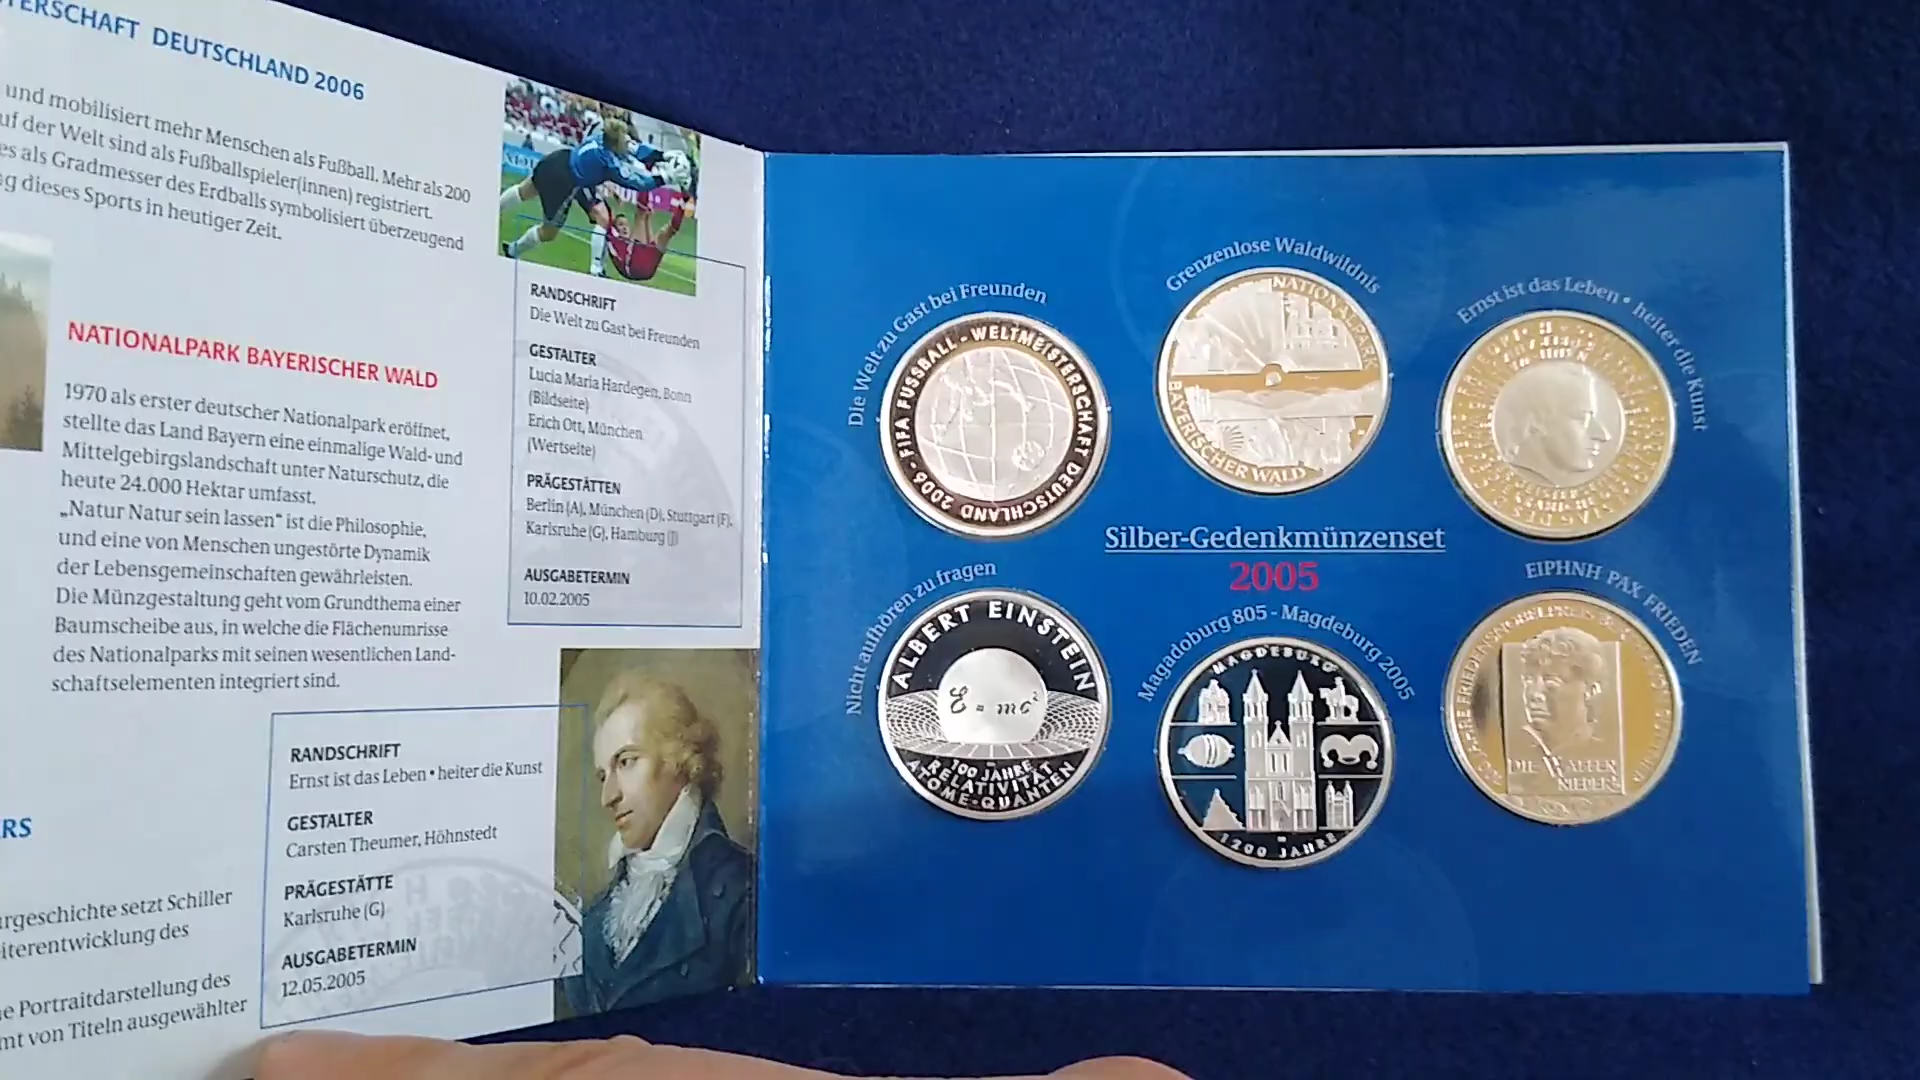 TERSCHAFT DEUTSCHLAND 2006
und mobilisiert mehr Menschen als Fußball. Mehr als 200
uf der Welt sind als Fußballspieler(innen) registriert.
es als Gradmesser des Erdballs symbolisiert überzeugend
g dieses Sports in heutiger Zeit.
NATIONALPARK BAYERISCHER WALD
1970 als erster deutscher Nationalpark eröffnet,
stellte das Land Bayern eine einmalige Wald- und
Mittelgebirgslandschaft unter Naturschutz, die
heute 24.000 Hektar umfasst.
„Natur Natur sein lassen“ ist die Philosophie,
und eine von Menschen ungestörte Dynamik
der Lebensgemeinschaften gewährleisten.
Die Münzgestaltung geht vom Grundthema einer
Baumscheibe aus, in welche die Flächenumrisse
des Nationalparks mit seinen wesentlichen Land-
schaftselementen integriert sind.
RANDSCHRIFT
Die Welt zu Gast bei Freunden
GESTALTER
Lucia Maria Hardegen, Bonn
(Bildseite)
Erich Ott, München
(Wertseite)
PRÄGESTÄTTEN
Berlin (A), München (D), Stuttgart (F),
Karlsruhe (G), Hamburg (J)
AUSGABETERMIN
10.02.2005
RS
rgeschichte setzt Schiller
iterentwicklung des
e Portraitdarstellung des
mt von Titeln ausgewählter
RANDSCHRIFT
Ernst ist das Leben • heiter die Kunst
GESTALTER
Carsten Theumer, Höhnstedt
PRÄGESTÄTTE
Karlsruhe (G)
AUSGABETERMIN
12.05.2005
Die Welt zu Gast bei Freunden
FIFA FUSSBALL - WELTMEISTERSCHAFT DEUTSCHLAND 2006
Grenzenlose Waldwildnis
NATIONALPARK
BAYERISCHER WALD
Ernst ist das Leben • heiter die Kunst
Silber-Gedenkmünzenset
2005
Nicht aufhören zu fragen
ALBERT EINSTEIN
E = mc²
100 JAHRE
RELATIVITÄT
ATOME · QUANTEN
Magadoburg 805 - Magdeburg 2005
MAGDEBURG
1200 JAHRE
EIPHNH PAX FRIEDEN
DIE WAFFEN
NIEDER